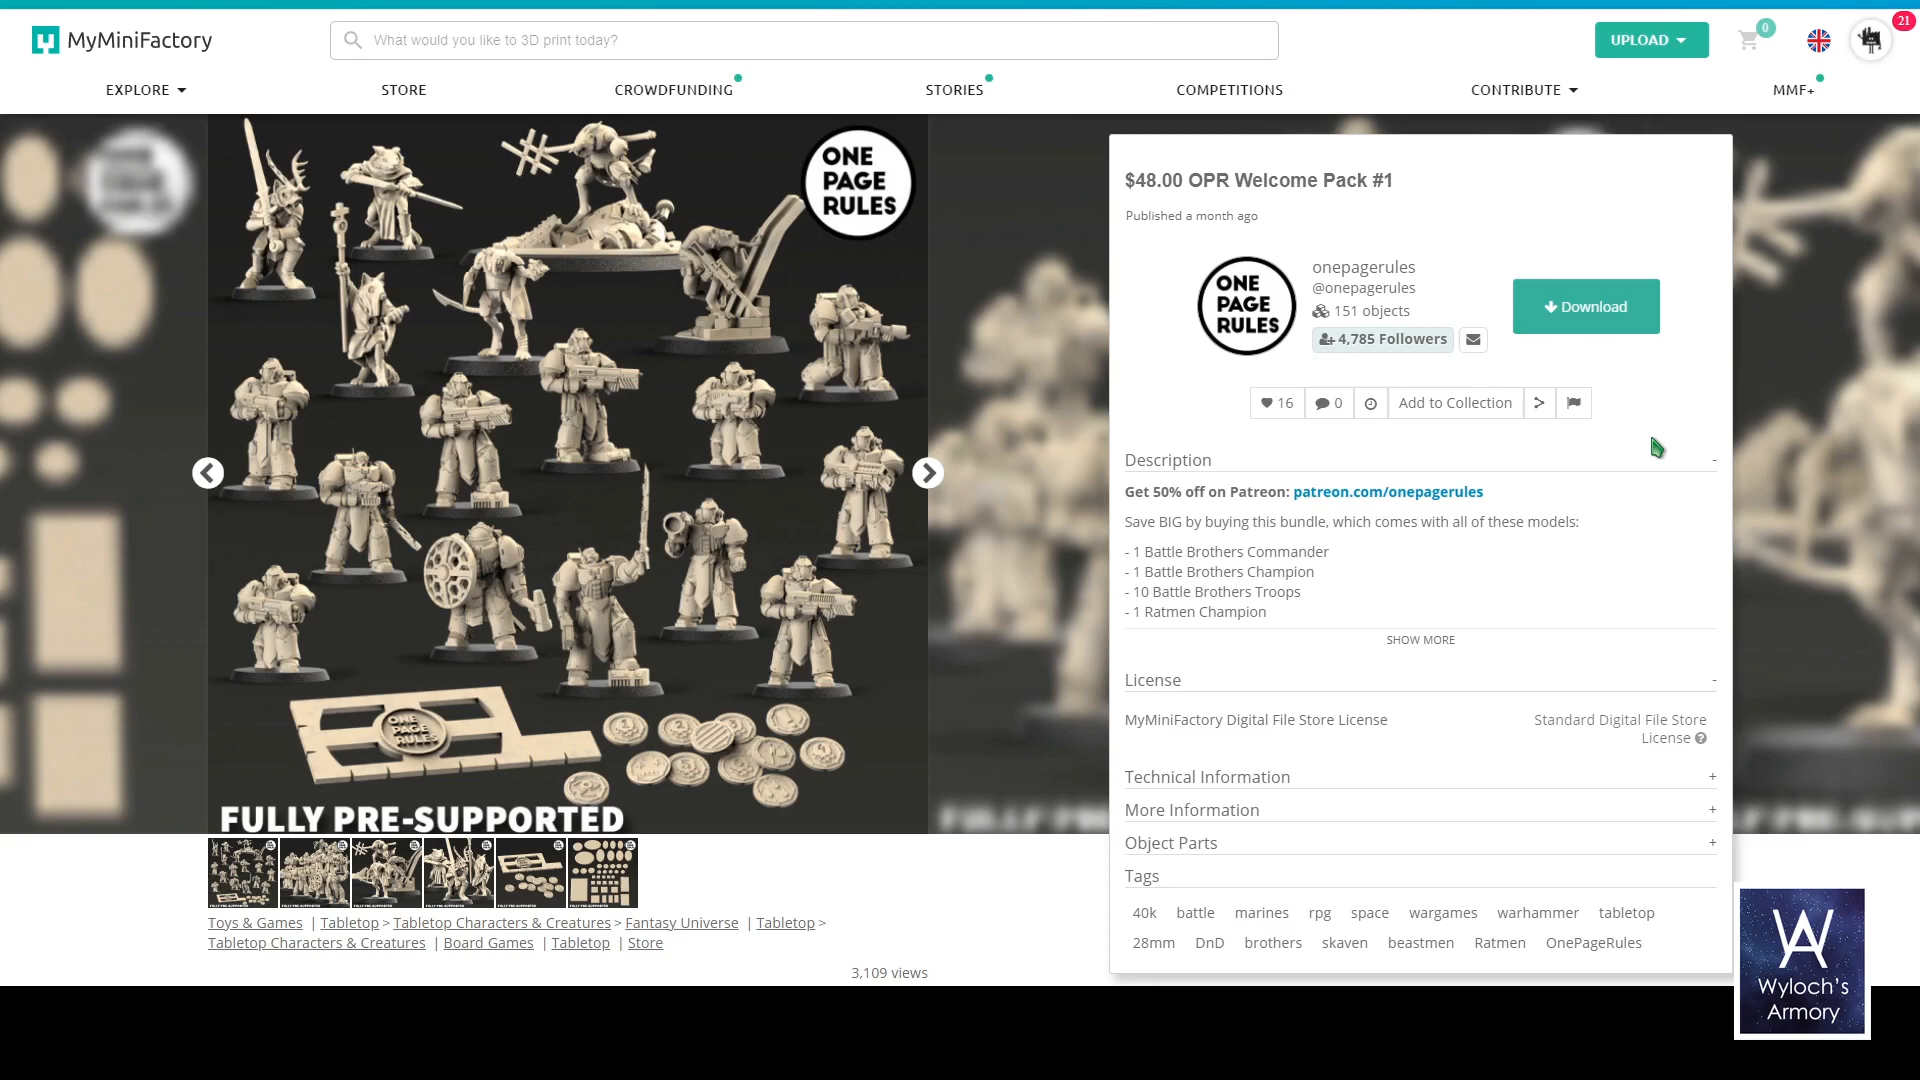 MyMiniFactory
What would you like to 3D print today?
UPLOAD
0
21
EXPLORE
STORE
CROWDFUNDING
STORIES
COMPETITIONS
CONTRIBUTE
MMF+
ONE
PAGE
RULES
ONE
PAGE
RULES
FULLY PRE-SUPPORTED
$48.00 OPR Welcome Pack #1
Published a month ago
ONE
PAGE
RULES
onepagerules
@onepagerules
151 objects
4,785 Followers
Download
16
0
Add to Collection
Description -
Get 50% off on Patreon: patreon.com/onepagerules
Save BIG by buying this bundle, which comes with all of these models:
- 1 Battle Brothers Commander
- 1 Battle Brothers Champion
- 10 Battle Brothers Troops
- 1 Ratmen Champion
SHOW MORE
License -
MyMiniFactory Digital File Store License
Standard Digital File Store
License
Technical Information +
More Information +
Object Parts +
Tags
40k battle marines rpg space wargames warhammer tabletop
28mm DnD brothers skaven beastmen Ratmen OnePageRules
Toys & Games | Tabletop > Tabletop Characters & Creatures > Fantasy Universe | Tabletop >
Tabletop Characters & Creatures | Board Games | Tabletop | Store
3,109 views
WA
Wyloch's
Armory